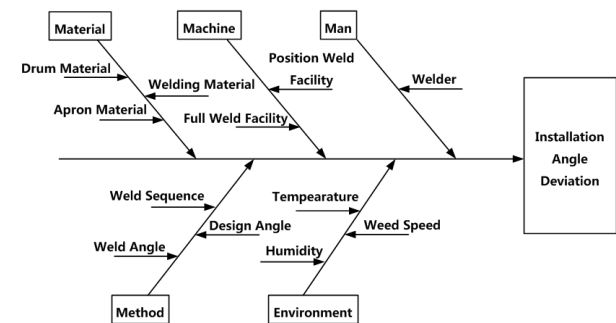 Material
Machine
Man
Drum Material
Welding Material
Apron Material
Position Weld
Facility
Full Weld Facility
Welder
Installation
Angle
Deviation
Weld Sequence
Design Angle
Weld Angle
Tempearature
Weed Speed
Humidity
Method
Environment